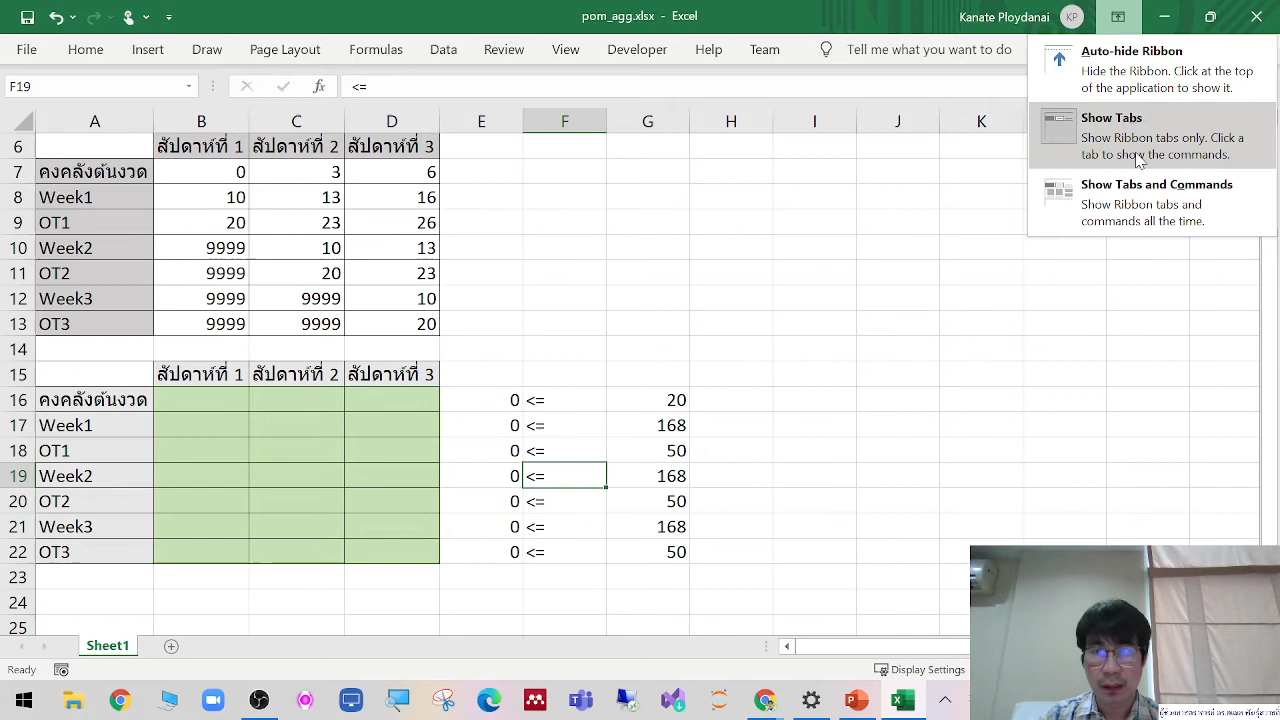 pom_agg.xlsx - Excel
Kanate Ploydanai KP
File Home Insert Draw Page Layout Formulas Data Review View Developer Help Team Tell me what you want to do
F19 fx <=
Auto-hide Ribbon
Hide the Ribbon. Click at the top
of the application to show it.
Show Tabs
Show Ribbon tabs only. Click a
tab to show the commands.
Show Tabs and Commands
Show Ribbon tabs and
commands all the time.
A B C D E F G H I J K
6 สัปดาห์ที่ 1 สัปดาห์ที่ 2 สัปดาห์ที่ 3
7 คงคลังต้นงวด 0 3 6
8 Week1 10 13 16
9 OT1 20 23 26
10 Week2 9999 10 13
11 OT2 9999 20 23
12 Week3 9999 9999 10
13 OT3 9999 9999 20
14
15 สัปดาห์ที่ 1 สัปดาห์ที่ 2 สัปดาห์ที่ 3
16 คงคลังต้นงวด 0 <= 20
17 Week1 0 <= 168
18 OT1 0 <= 50
19 Week2 0 <= 168
20 OT2 0 <= 50
21 Week3 0 <= 168
22 OT3 0 <= 50
23
24
25
Sheet1
Ready
Display Settings